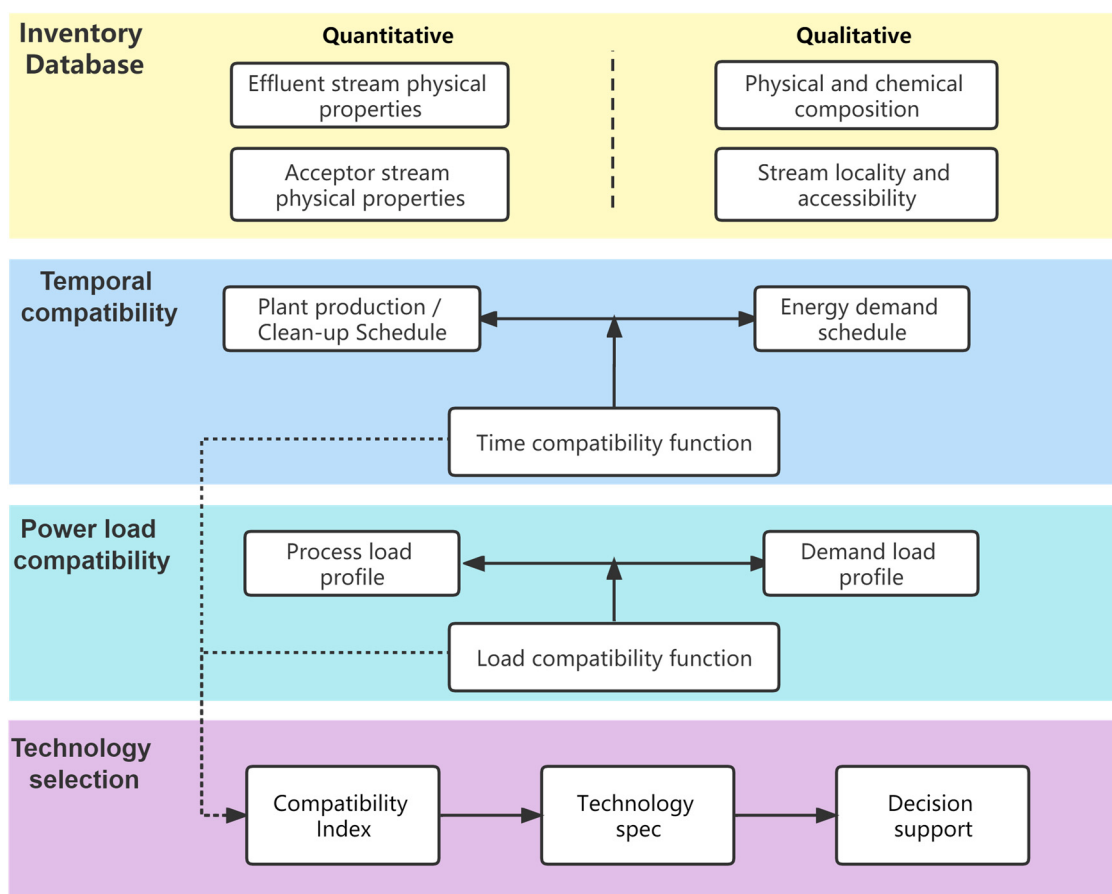 Inventory
Database
Quantitative
Qualitative
Effluent stream physical
properties
Physical and chemical
composition
Acceptor stream
physical properties
Stream locality and
accessibility
Temporal
compatibility
Plant production /
Clean-up Schedule
Energy demand
schedule
Time compatibility function
Power load
compatibility
Process load
profile
Demand load
profile
Load compatibility function
Technology
selection
Compatibility
Index
Technology
spec
Decision
support